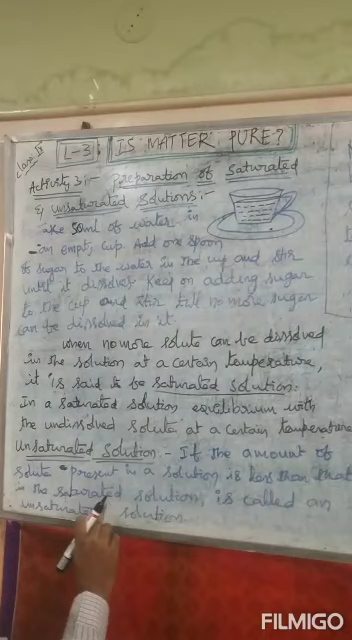 Class IX
L-3: IS MATTER PURE?
Activity 3:- Preparation of saturated
& unsaturated solutions:-
Take 50ml of water in
an empty cup. Add one spoon
of sugar to the water in the cup and stir
until it dissolves. Keep on adding sugar
to the cup and stir till no more sugar
can be dissolved in it.
when no more solute can be dissolved
in the solution at a certain temperature,
it is said to be saturated solution.
In a saturated solution equilibrium with
the undissolved solute at a certain temperature
Unsaturated Solution - If the amount of
solute present in a solution is less than that
in the saturated solution, is called an
unsaturated solution
FILMIGO